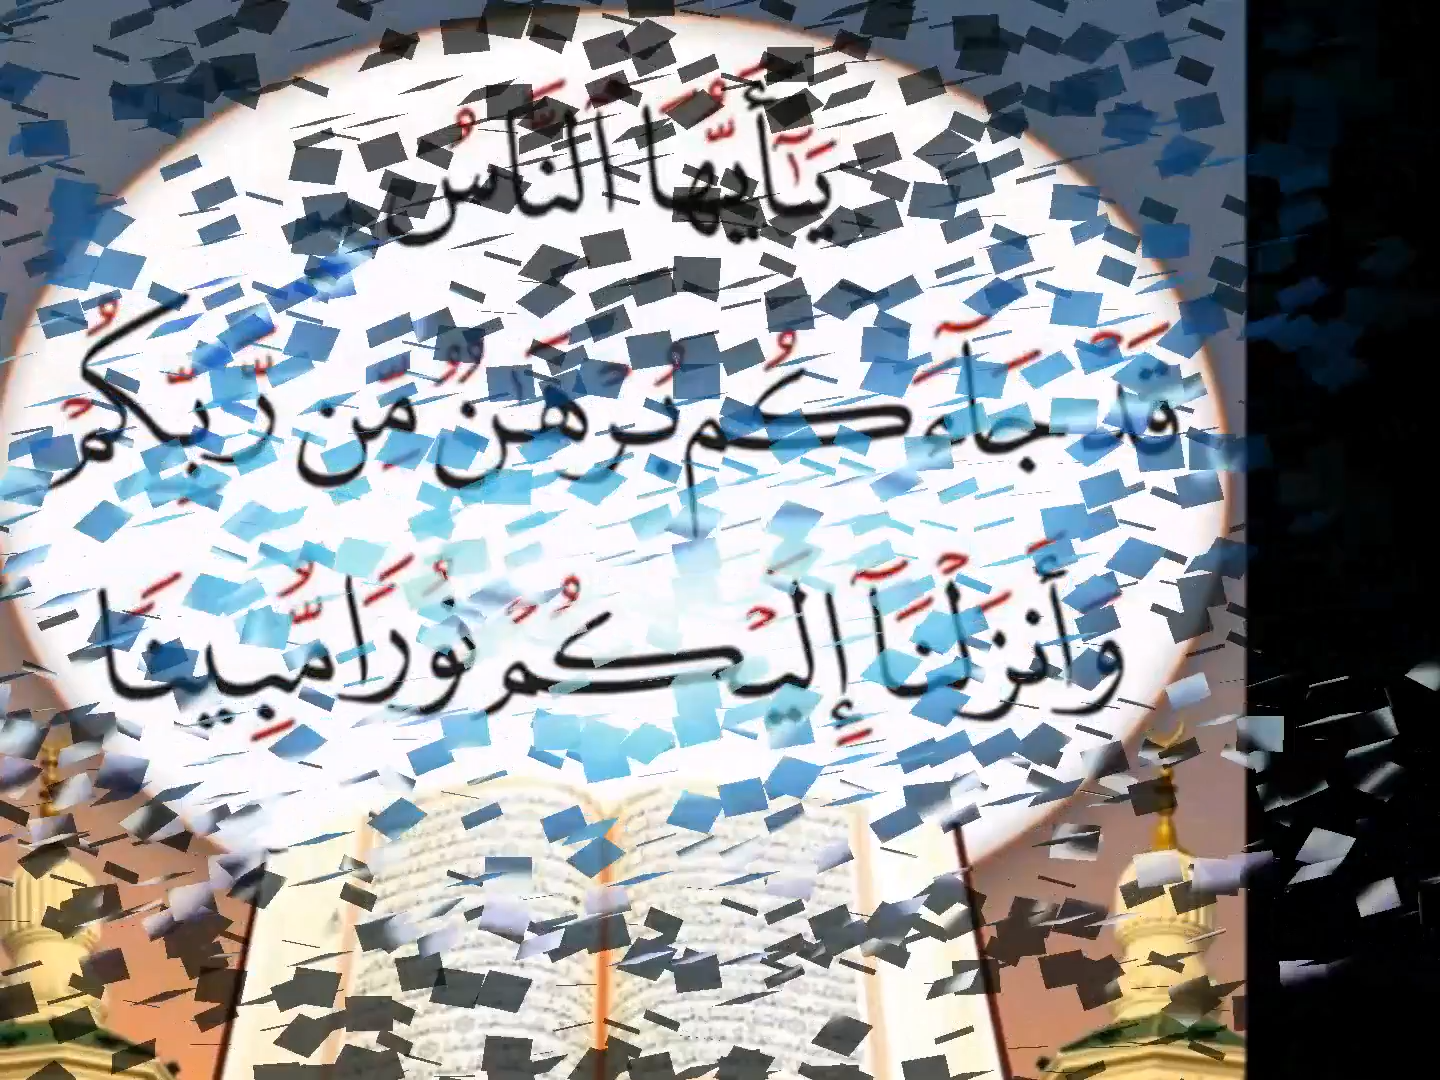 يَـٰٓأَيُّهَا ٱلنَّاسُ
قَدْ جَآءَكُم بُرْهَـٰنٌ مِّن رَّبِّكُمْ
وَأَنزَلْنَآ إِلَيْكُمْ نُورًا مُّبِينًا